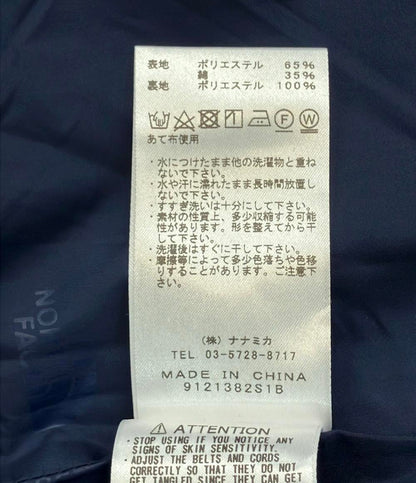 表地 ポリエステル 65%
綿 35%
裏地 ポリエステル 100%
あて布使用
・水につけたまま他の洗濯物と重ね
ないで下さい。
・水や汗に濡れたまま長時間放置し
ないで下さい。
・すすぎ洗いは十分にして下さい。
・素材の性質上、多少収縮する可能
性があります。形を整えてから干
して下さい。
・洗濯後はすぐに干して下さい。
・摩擦等によって多少色落ちや色移
りすることがあります。ご注意下
さい。
(株) ナナミカ
TEL 03-5728-8717
MADE IN CHINA
9121382S1B
ATTENTION
・STOP USING IF YOU NOTICE ANY
SIGNS OF SKIN SENSITIVITY.
・ADJUST THE BELTS AND CORDS
CORRECTLY SO THAT THEY DO NOT
GET TANGLED SINCE THEY CAN GET